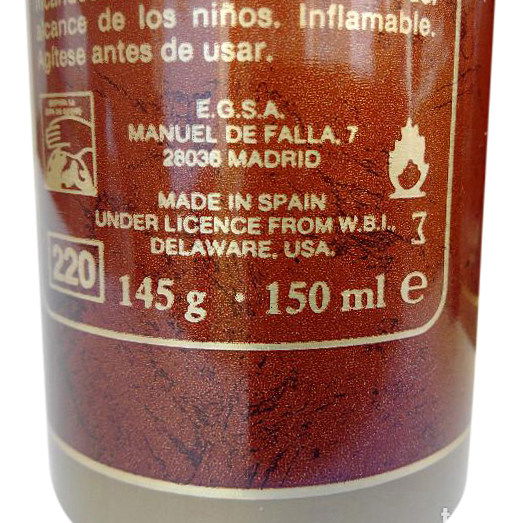 alcance de los niños. Inflamable.
Agítese antes de usar.
E.G.S.A.
MANUEL DE FALLA, 7
28036 MADRID
MADE IN SPAIN
UNDER LICENCE FROM W.B.I.,
DELAWARE. USA.
220
145 g · 150 ml e